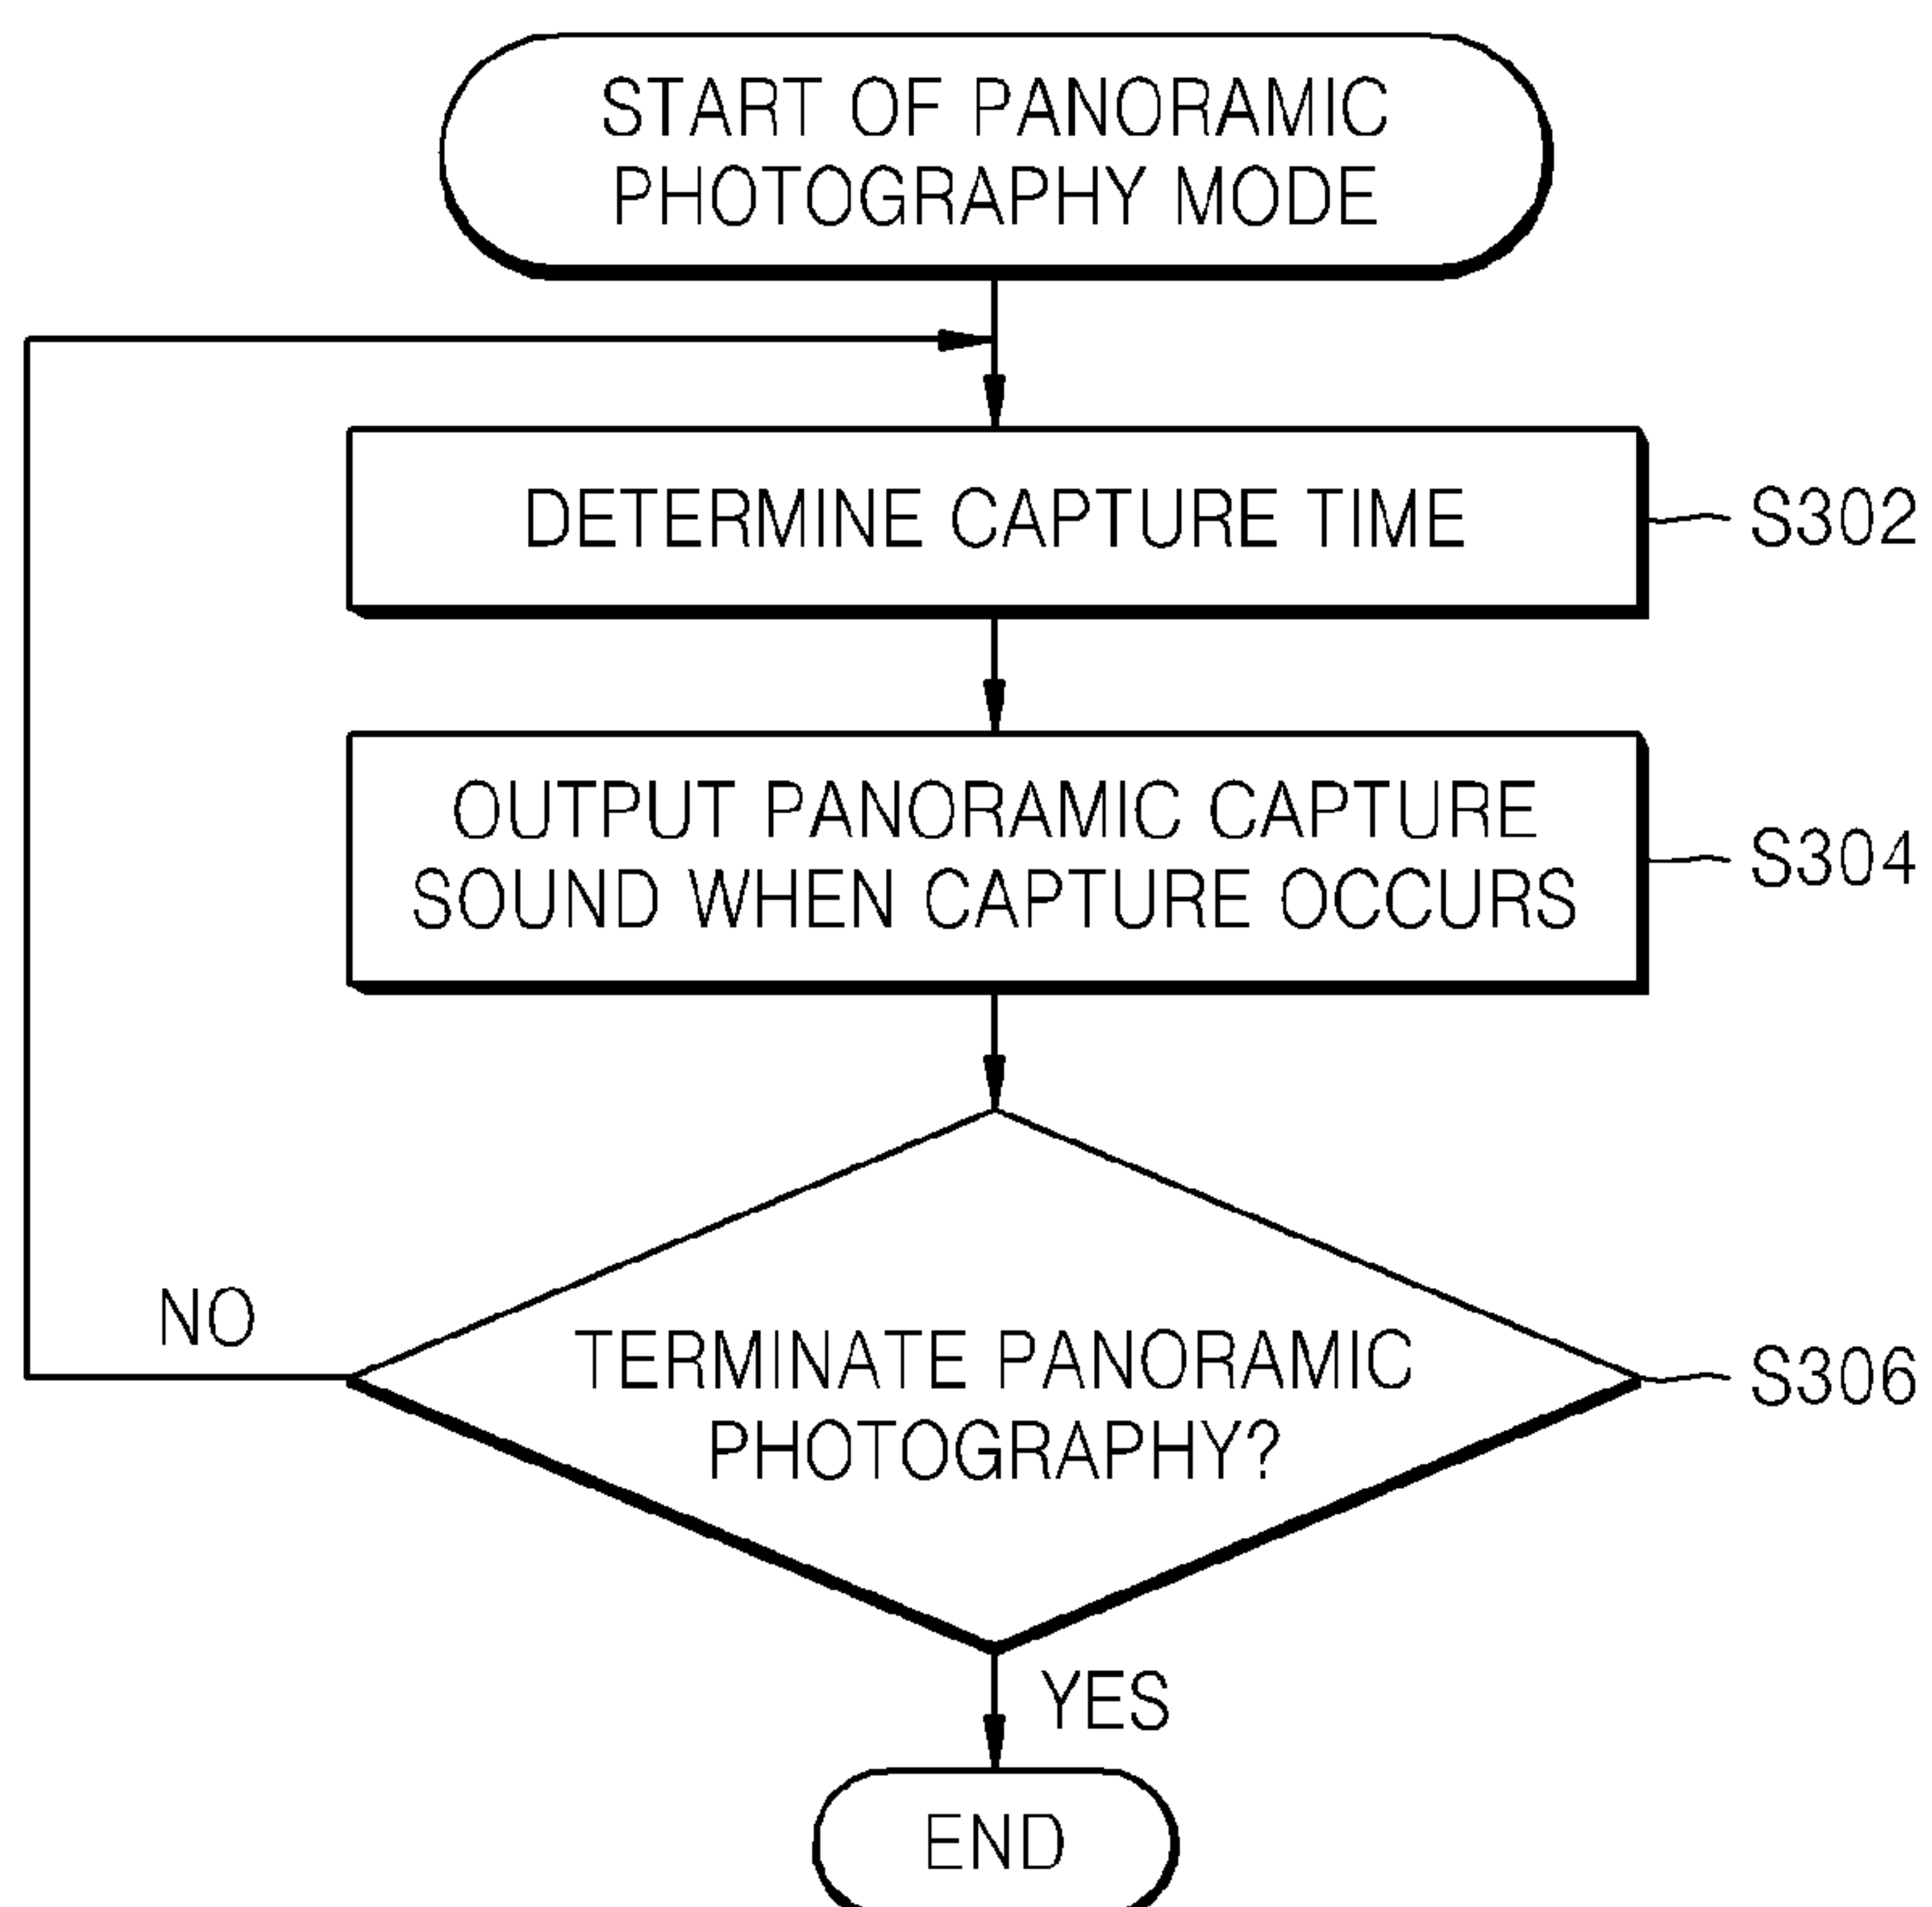 START OF PANORAMIC
PHOTOGRAPHY MODE
DETERMINE CAPTURE TIME
S302
OUTPUT PANORAMIC CAPTURE
SOUND WHEN CAPTURE OCCURS
S304
NO
TERMINATE PANORAMIC
PHOTOGRAPHY?
S306
YES
END